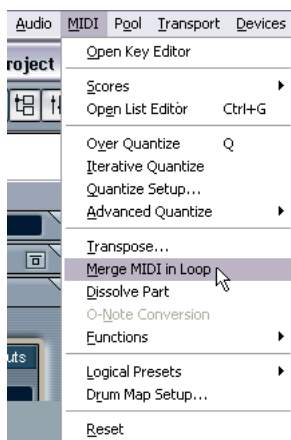 Audio MIDI Pool Transport Devices
roject
Open Key Editor
Scores
Open List Editor Ctrl+G
Over Quantize Q
Iterative Quantize
Quantize Setup...
Advanced Quantize
Transpose...
Merge MIDI in Loop
Dissolve Part
O-Note Conversion
Functions
uts
Logical Presets
Drum Map Setup...
Reset